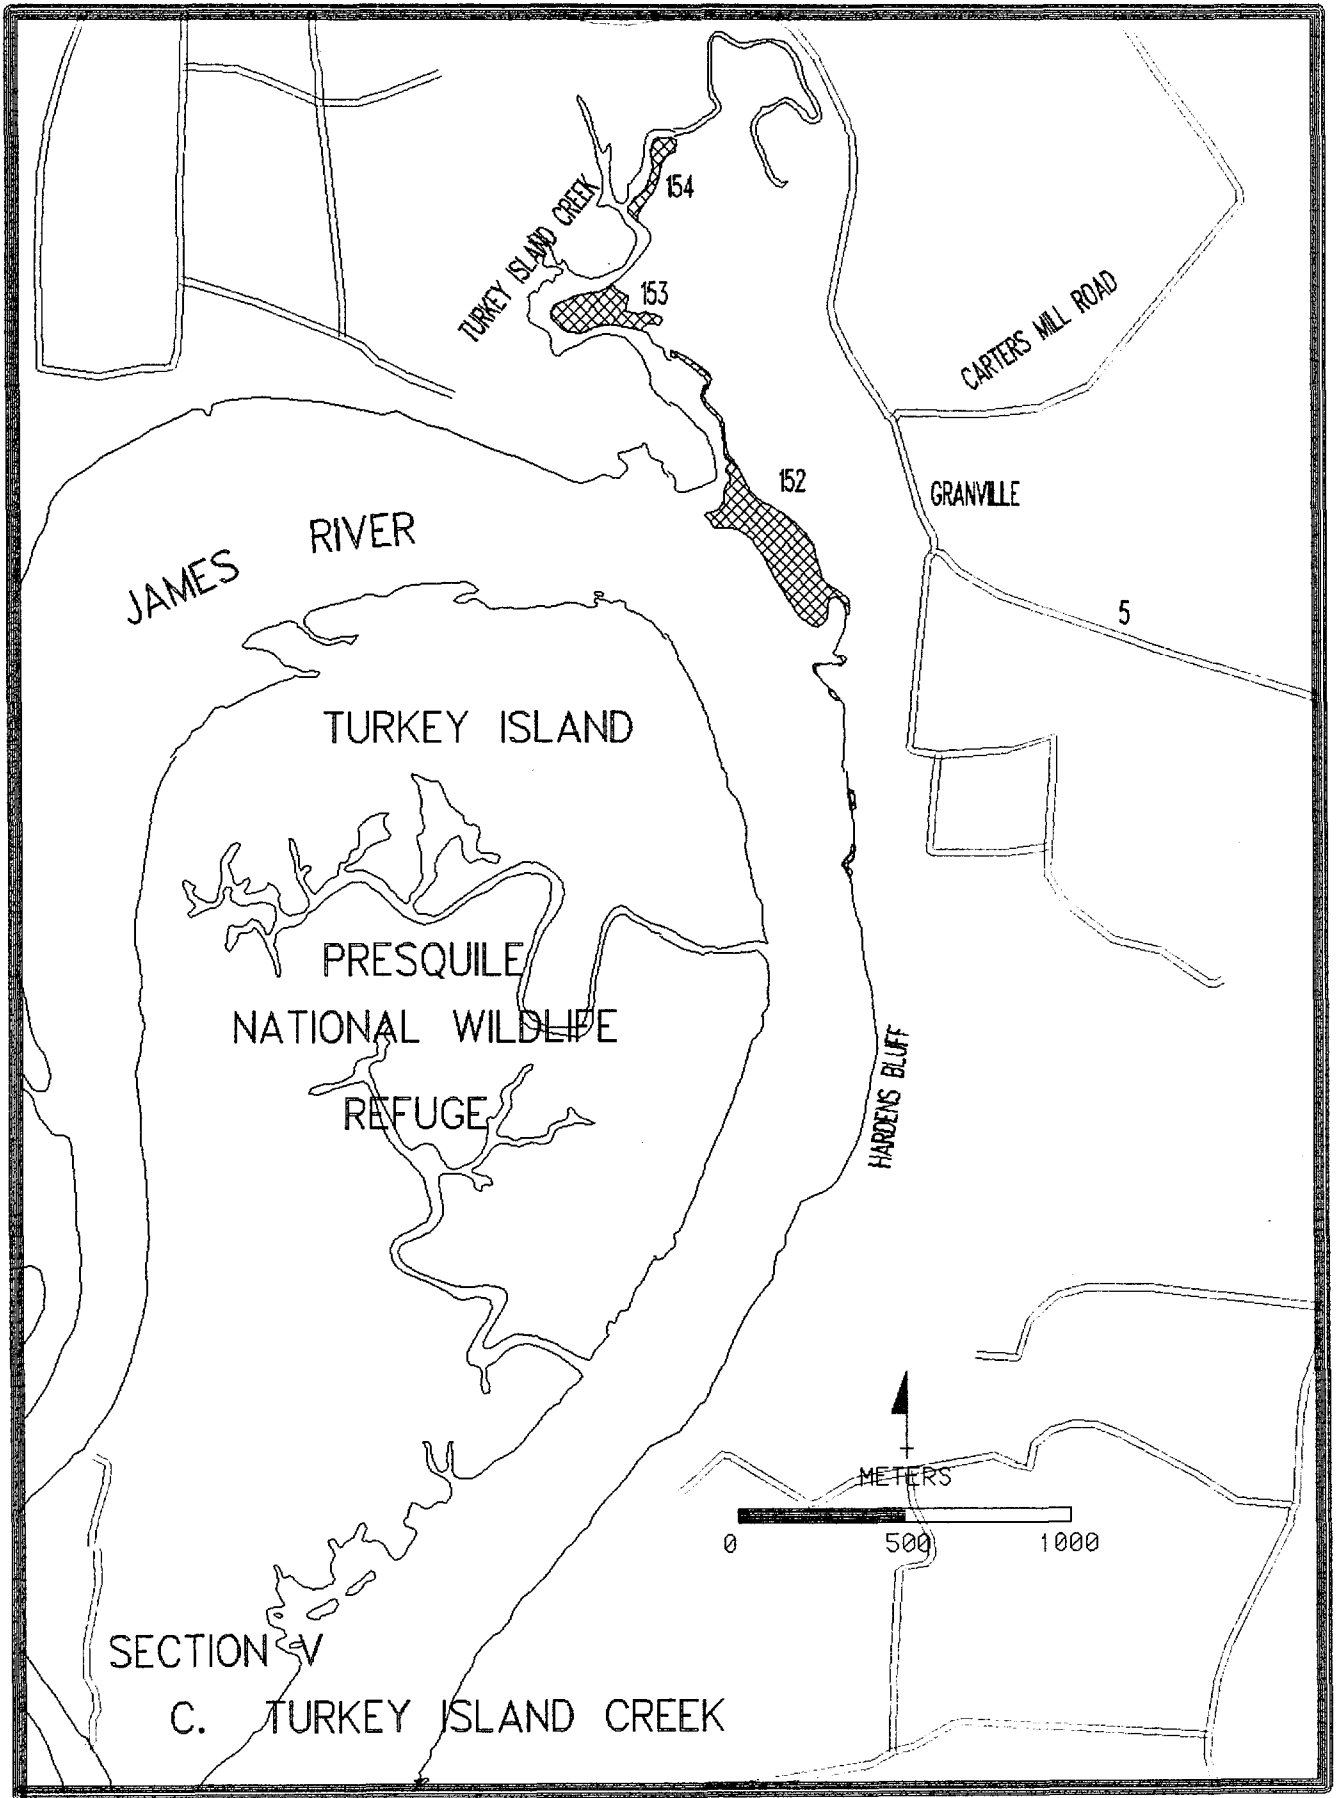 154
TURKEY ISLAND CREEK
153
CARTERS MILL ROAD
152
GRANVILLE
RIVER
JAMES
5
TURKEY ISLAND
PRESQUILE
NATIONAL WILDLIFE
REFUGE
HARDENS BLUFF
METERS
0 500 1000
SECTION V
C. TURKEY ISLAND CREEK